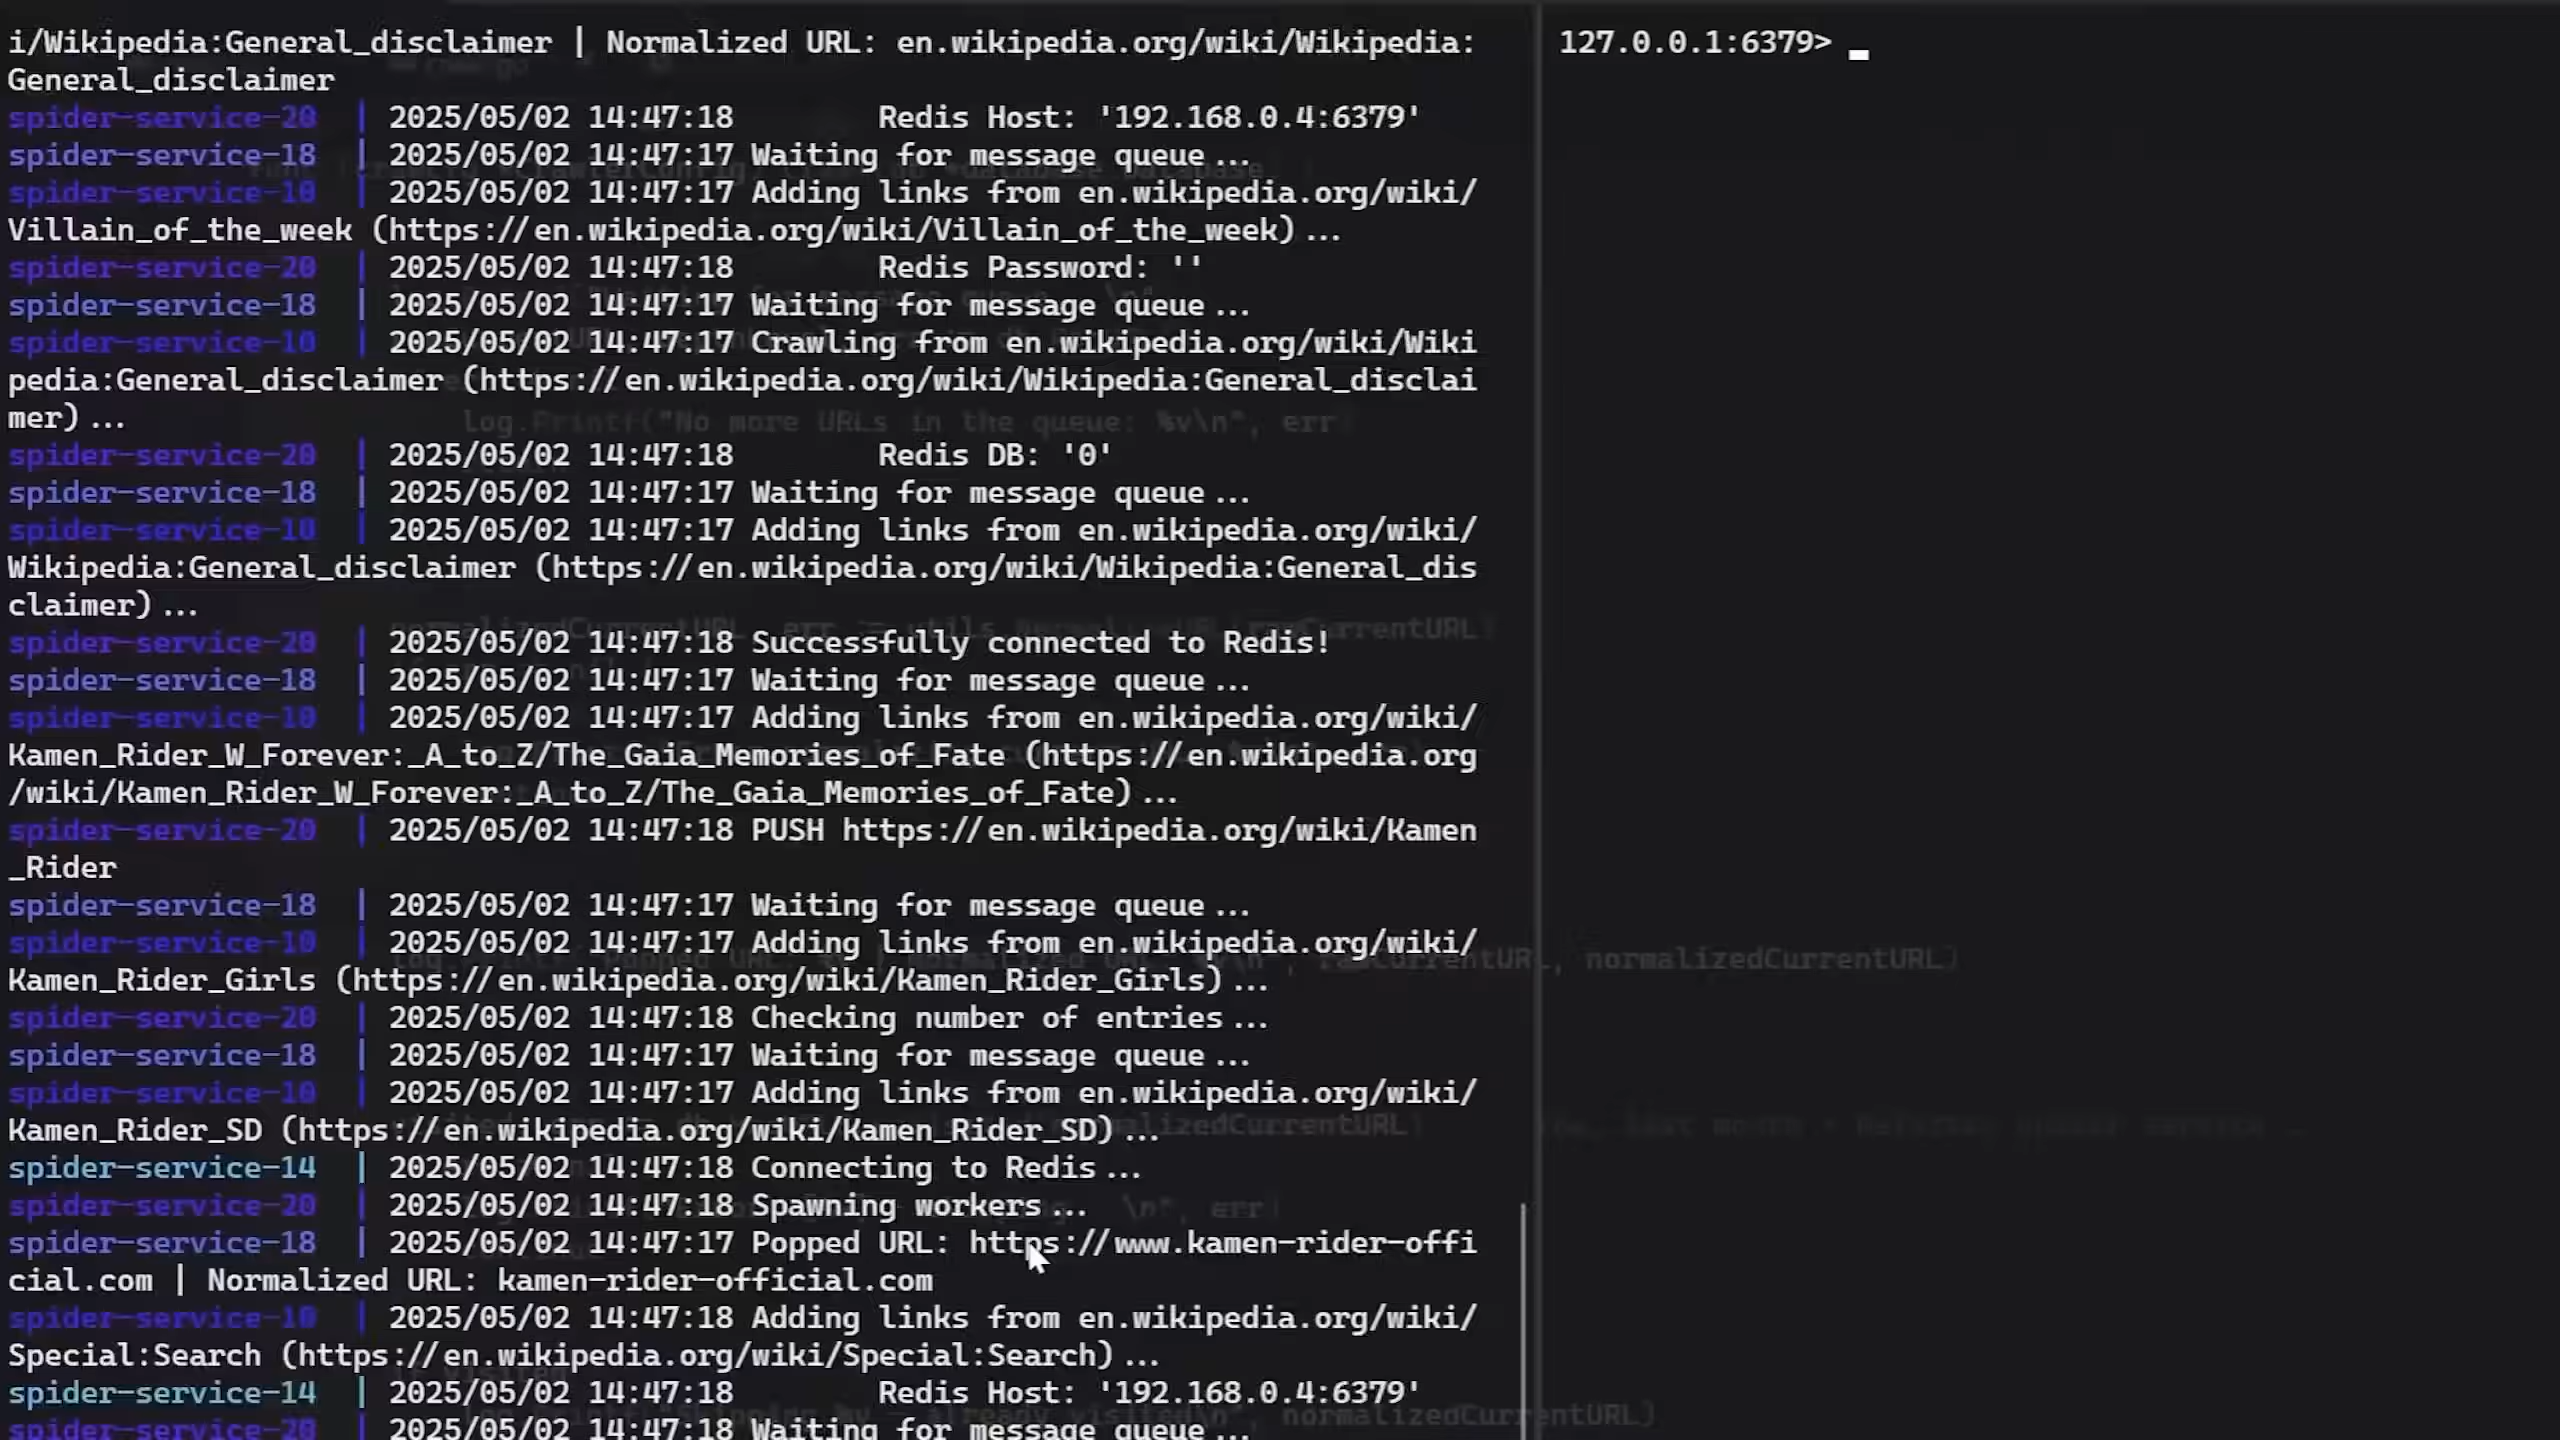 i/Wikipedia:General_disclaimer | Normalized URL: en.wikipedia.org/wiki/Wikipedia:
General_disclaimer
spider-service-20 | 2025/05/02 14:47:18 Redis Host: '192.168.0.4:6379'
spider-service-18 | 2025/05/02 14:47:17 Waiting for message queue...
spider-service-10 | 2025/05/02 14:47:17 Adding links from en.wikipedia.org/wiki/
Villain_of_the_week (https://en.wikipedia.org/wiki/Villain_of_the_week)...
spider-service-20 | 2025/05/02 14:47:18 Redis Password: ''
spider-service-18 | 2025/05/02 14:47:17 Waiting for message queue...
spider-service-10 | 2025/05/02 14:47:17 Crawling from en.wikipedia.org/wiki/Wiki
pedia:General_disclaimer (https://en.wikipedia.org/wiki/Wikipedia:General_disclai
mer)...
log.Printf("No more URLs in the queue: %v\n", err)
spider-service-20 | 2025/05/02 14:47:18 Redis DB: '0'
spider-service-18 | 2025/05/02 14:47:17 Waiting for message queue...
spider-service-10 | 2025/05/02 14:47:17 Adding links from en.wikipedia.org/wiki/
Wikipedia:General_disclaimer (https://en.wikipedia.org/wiki/Wikipedia:General_dis
claimer)...
spider-service-20 | 2025/05/02 14:47:18 Successfully connected to Redis!
spider-service-18 | 2025/05/02 14:47:17 Waiting for message queue...
spider-service-10 | 2025/05/02 14:47:17 Adding links from en.wikipedia.org/wiki/
Kamen_Rider_W_Forever:_A_to_Z/The_Gaia_Memories_of_Fate (https://en.wikipedia.org
/wiki/Kamen_Rider_W_Forever:_A_to_Z/The_Gaia_Memories_of_Fate)...
spider-service-20 | 2025/05/02 14:47:18 PUSH https://en.wikipedia.org/wiki/Kamen
_Rider
spider-service-18 | 2025/05/02 14:47:17 Waiting for message queue...
spider-service-10 | 2025/05/02 14:47:17 Adding links from en.wikipedia.org/wiki/
normalizedCurrentURL)
Kamen_Rider_Girls (https://en.wikipedia.org/wiki/Kamen_Rider_Girls)...
spider-service-20 | 2025/05/02 14:47:18 Checking number of entries...
spider-service-18 | 2025/05/02 14:47:17 Waiting for message queue...
spider-service-10 | 2025/05/02 14:47:17 Adding links from en.wikipedia.org/wiki/
Kamen_Rider_SD (https://en.wikipedia.org/wiki/Kamen_Rider_SD)...
spider-service-14 | 2025/05/02 14:47:18 Connecting to Redis...
spider-service-20 | 2025/05/02 14:47:18 Spawning workers...
spider-service-18 | 2025/05/02 14:47:17 Popped URL: https://www.kamen-rider-offi
cial.com | Normalized URL: kamen-rider-official.com
spider-service-10 | 2025/05/02 14:47:18 Adding links from en.wikipedia.org/wiki/
Special:Search (https://en.wikipedia.org/wiki/Special:Search)...
spider-service-14 | 2025/05/02 14:47:18 Redis Host: '192.168.0.4:6379'
spider-service-20 | 2025/05/02 14:47:18 Waiting for message queue...
127.0.0.1:6379>